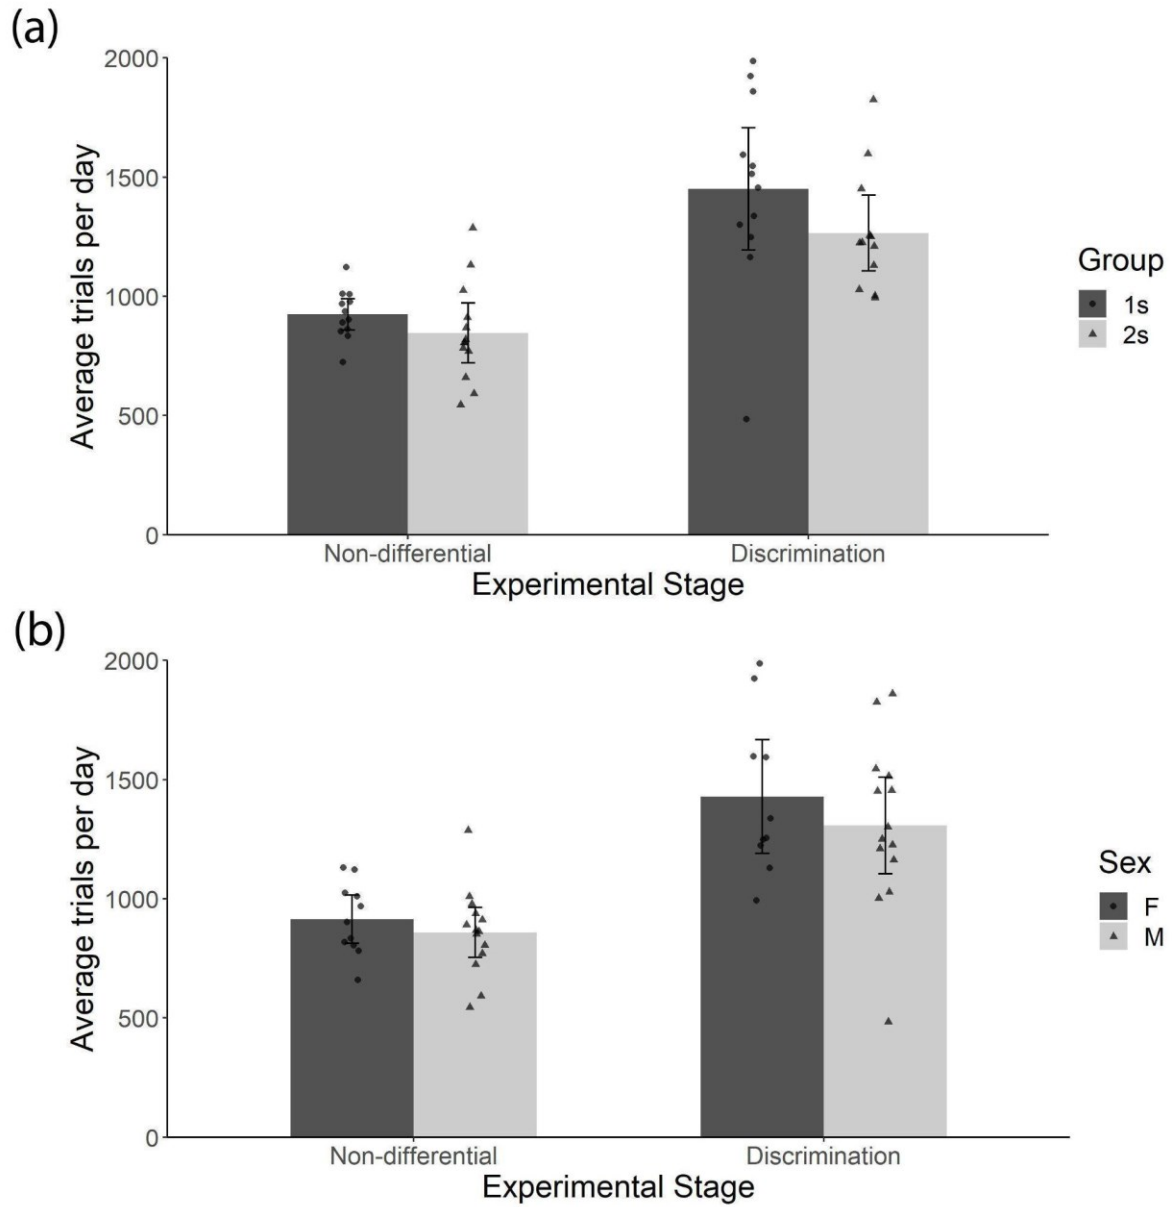 (a)
Average trials per day
2000
1500
1000
500
0
Non-differential
Discrimination
Experimental Stage
Group
1s
2s
(b)
Average trials per day
2000
1500
1000
500
0
Non-differential
Discrimination
Experimental Stage
Sex
F
M